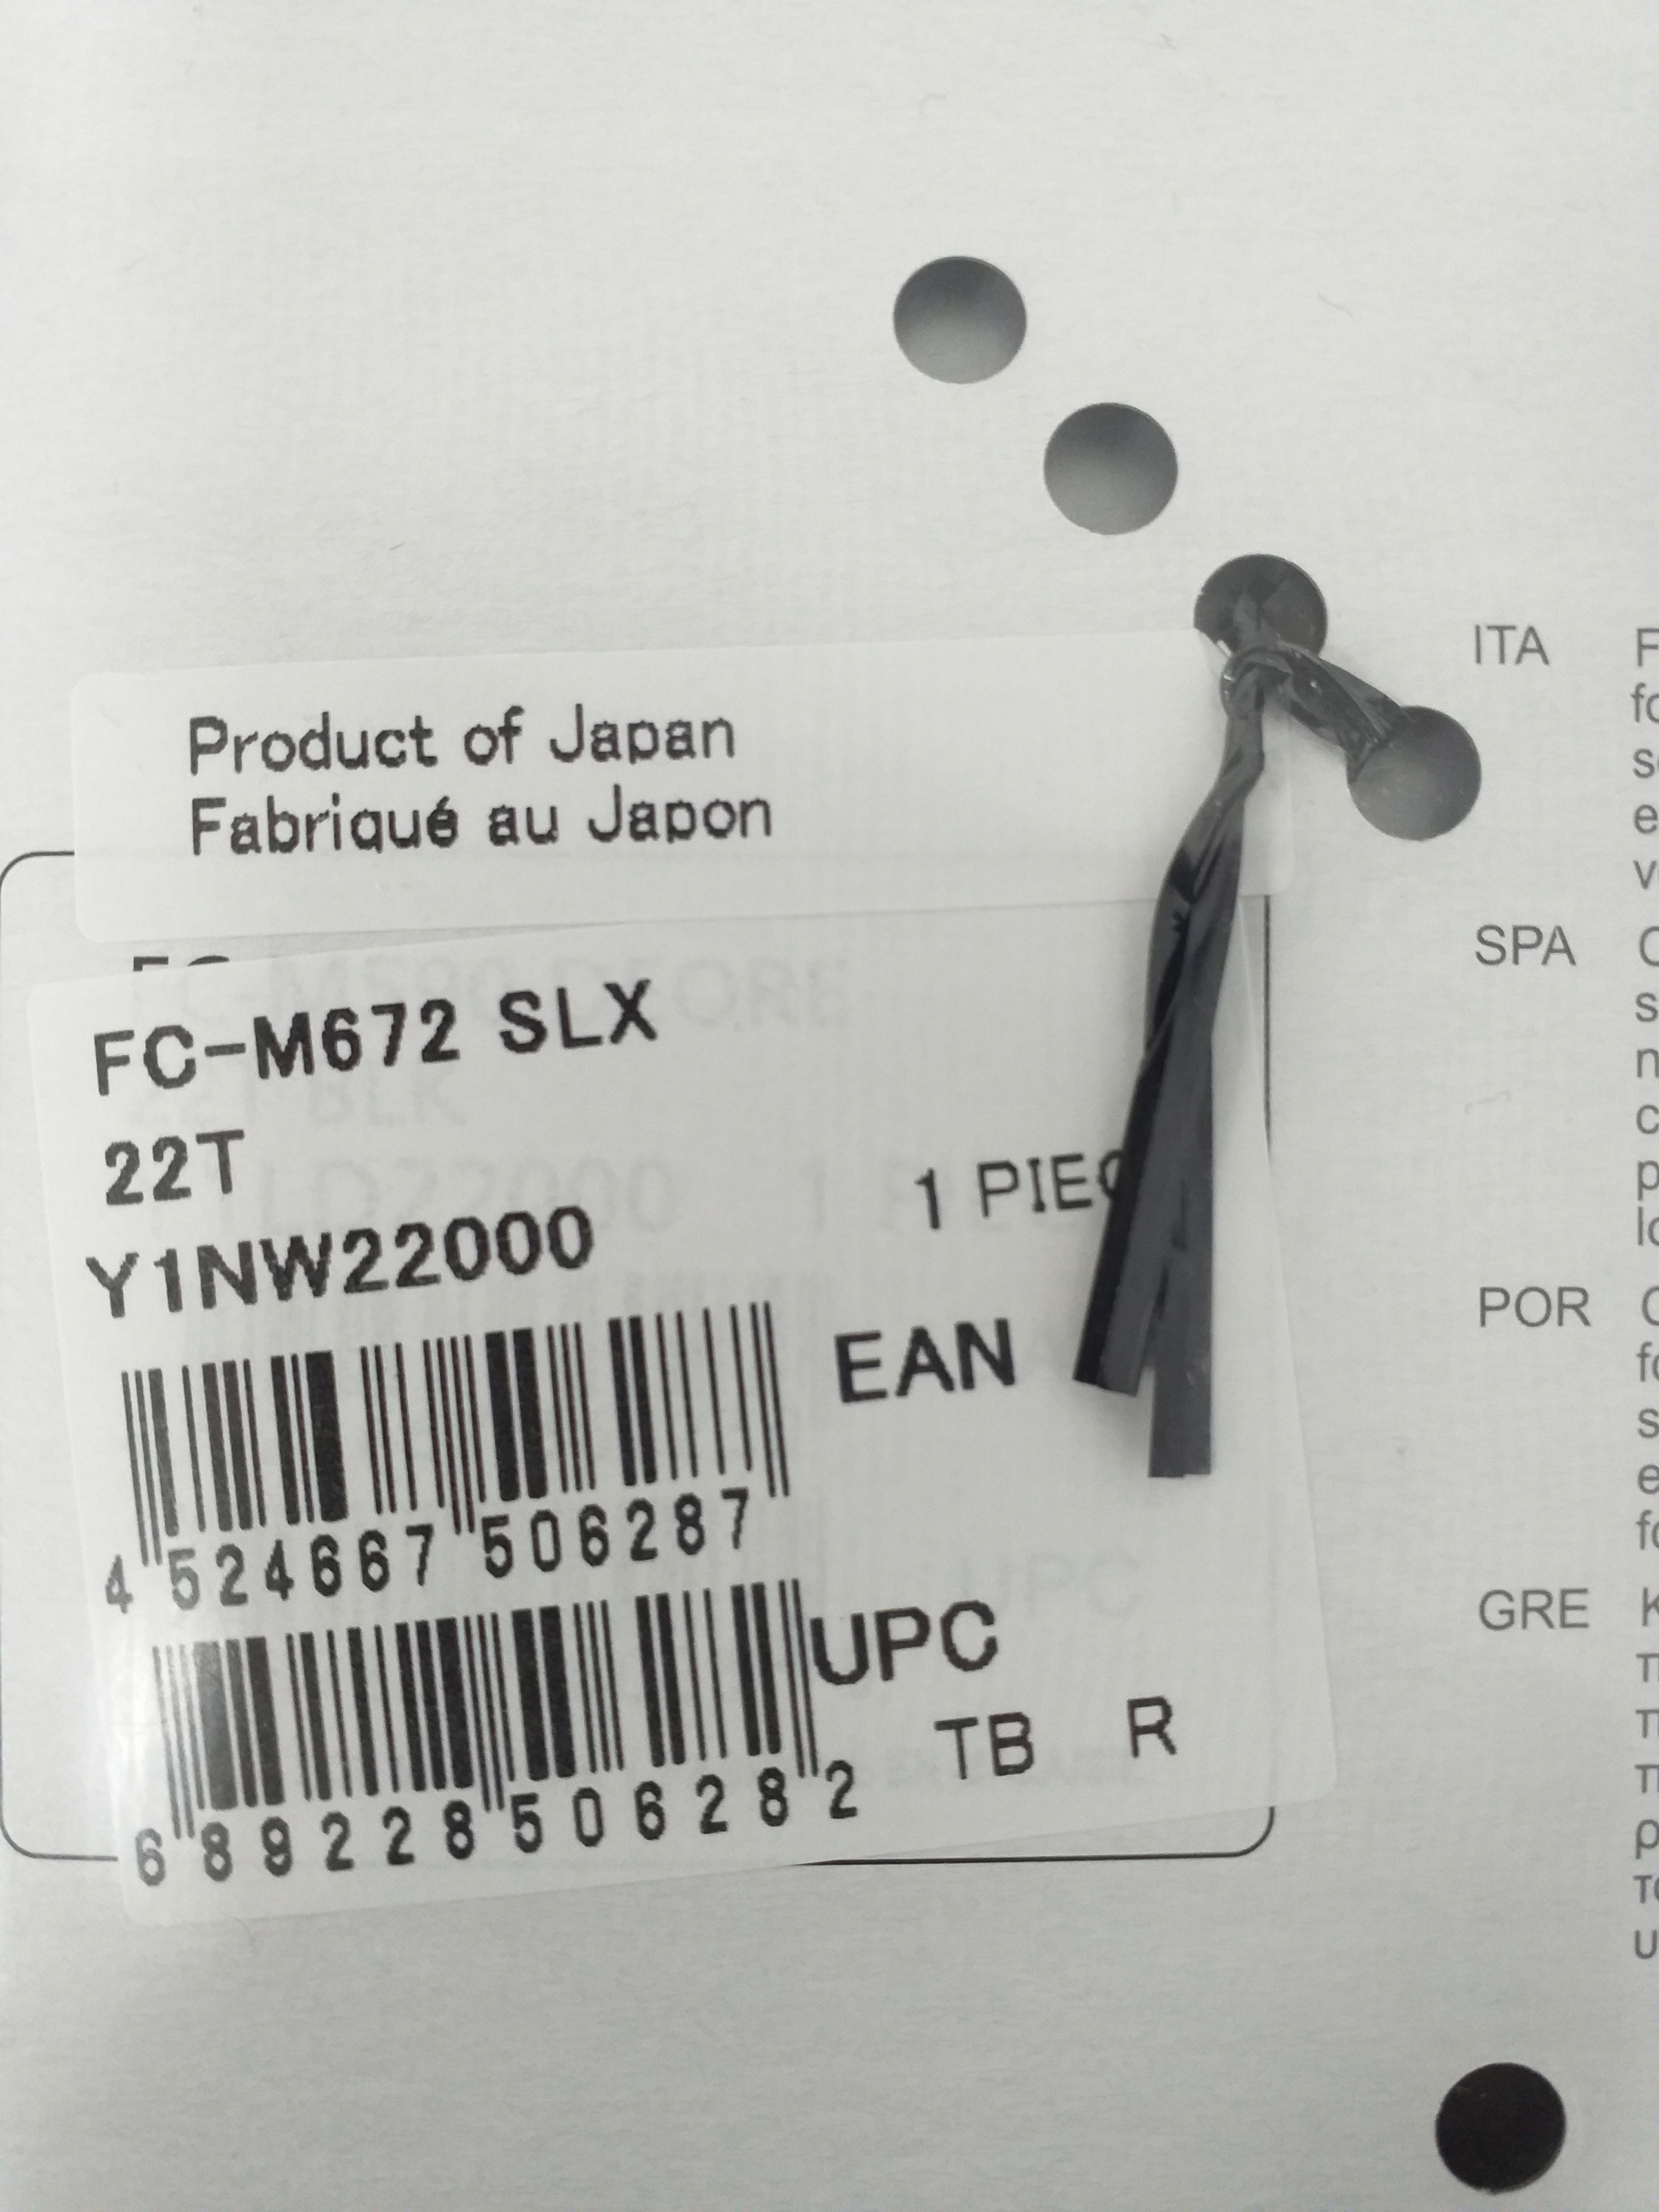 Product of Japan
Fabriqué au Japon
FC-M672 SLX
22T
1 PIEC
Y1NW22000
EAN
4 524667 506287
UPC
TB R
6 89228 50628 2
ITA
SPA
POR
GRE